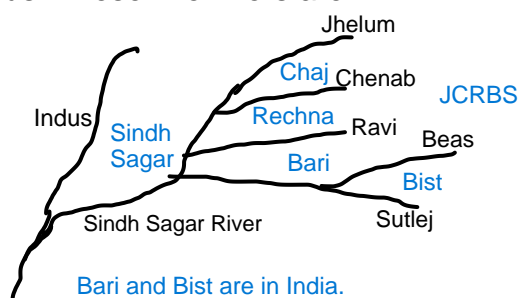 Jhelum
Chaj
Chenab
JCRBS
Rechna
Indus
Ravi
Sindh
Sagar
Beas
Bari
Bist
Sindh Sagar River
Sutlej
Bari and Bist are in India.